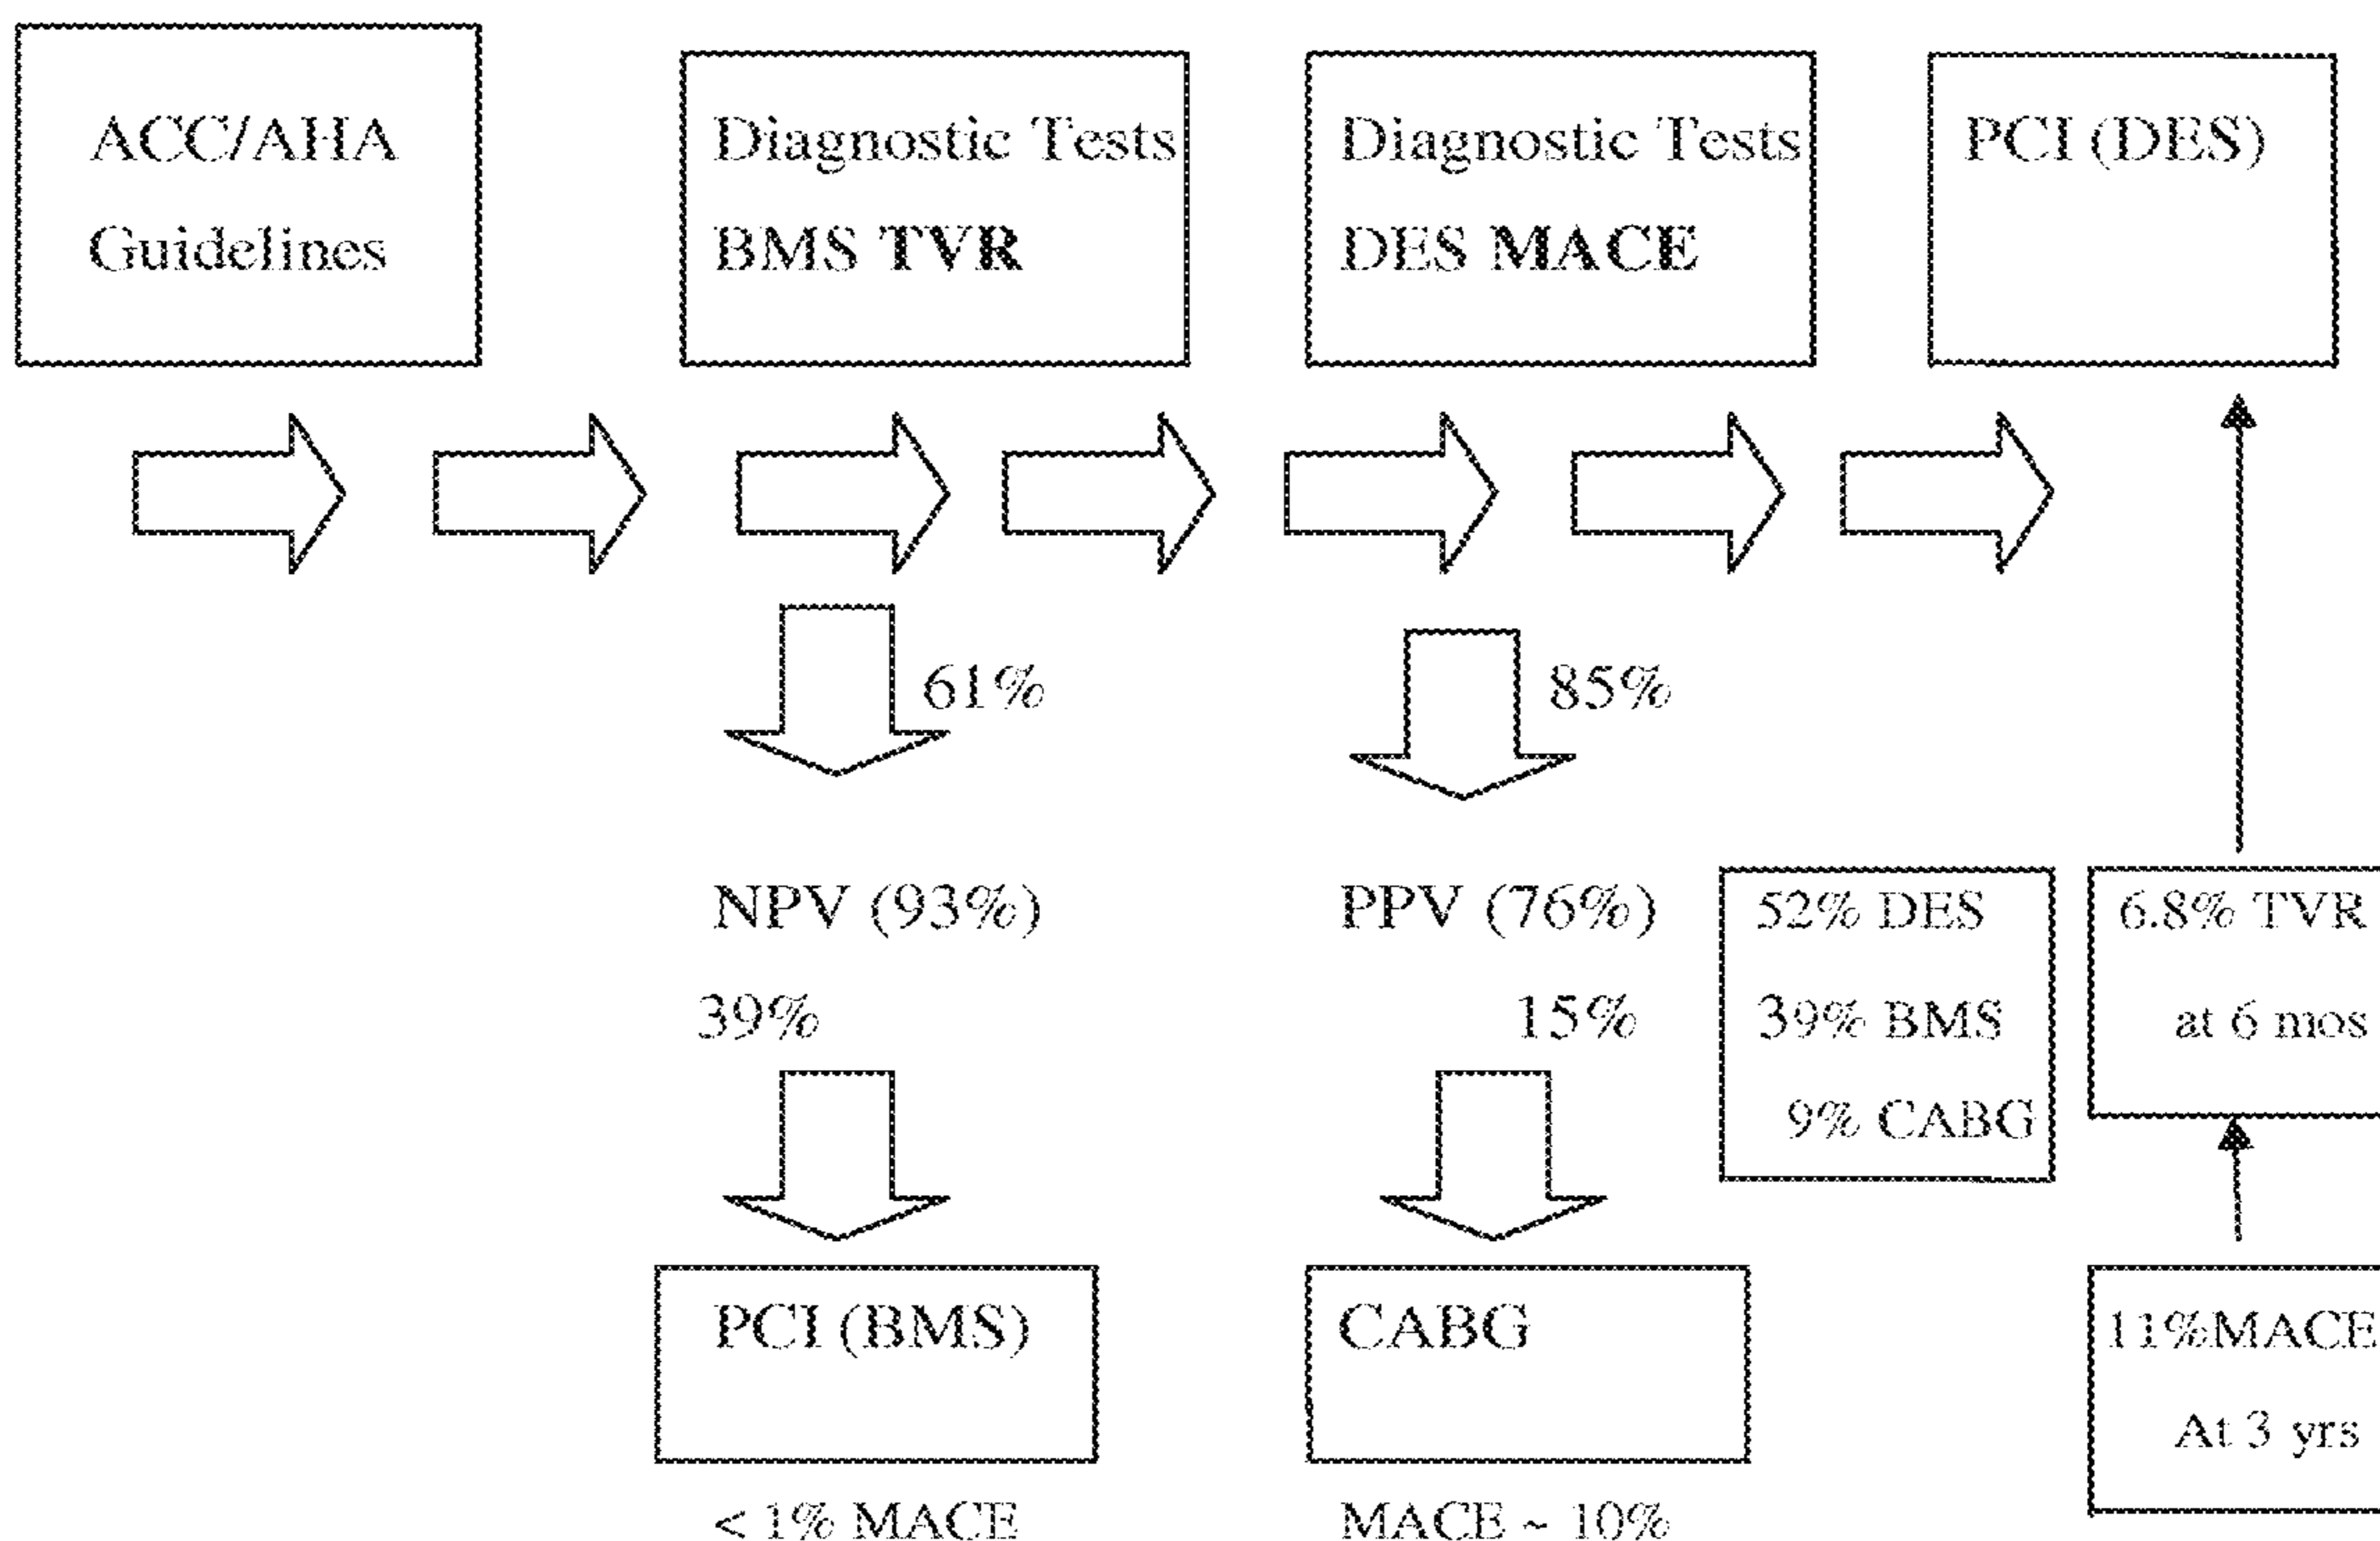 ACC/AHA
Guidelines
Diagnostic Tests
BMS TVR
Diagnostic Tests
DES MACE
PCI (DES)
61%
85%
NPV (93%)
39%
PPV (76%)
15%
52% DES
39% BMS
9% CABG
6.8% TVR
at 6 mos
PCI (BMS)
< 1% MACE
CABG
MACE ~ 10%
11%MACE
At 3 yrs